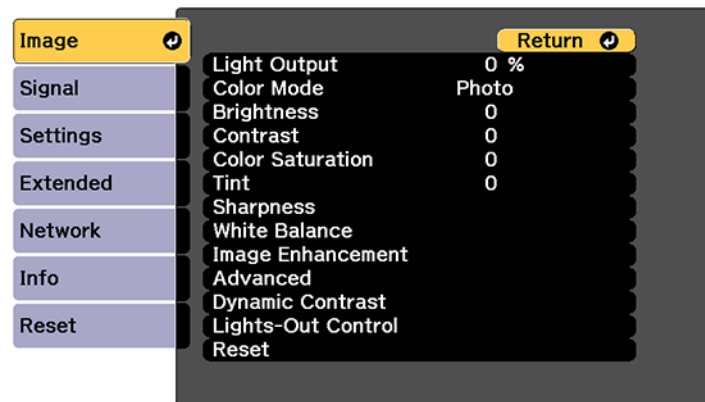 Image
Signal
Settings
Extended
Network
Info
Reset
Return
Light Output 0 %
Color Mode Photo
Brightness 0
Contrast 0
Color Saturation 0
Tint 0
Sharpness
White Balance
Image Enhancement
Advanced
Dynamic Contrast
Lights-Out Control
Reset